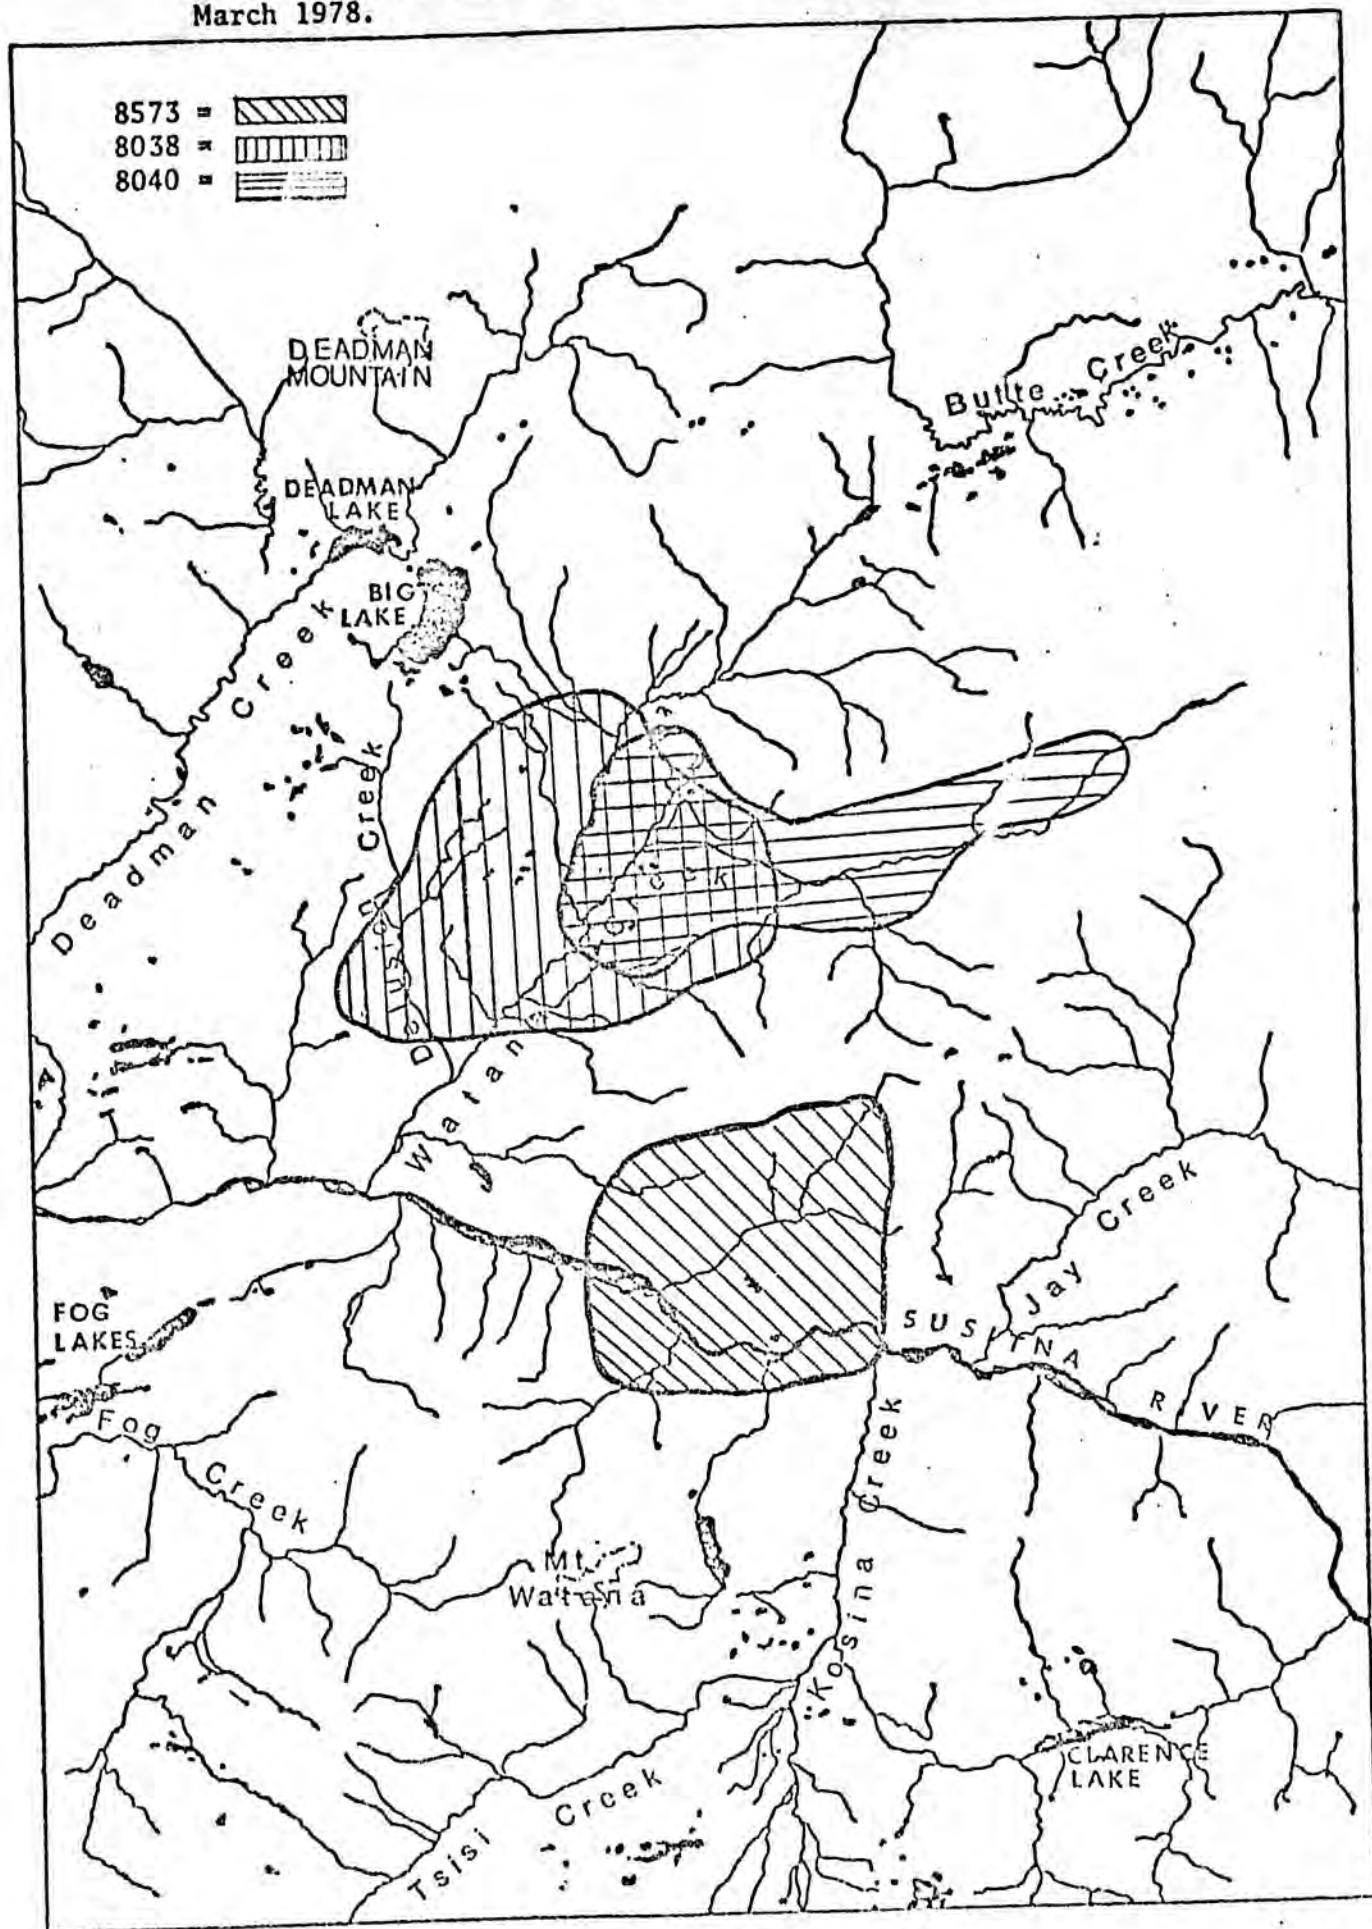 March 1978.
8573 =
8038 =
8040 =
DEADMAN
MOUNTAIN
Butte Creek
DEADMAN
LAKE
BIG
LAKE
Deadman Creek
Creek
Watana
Jay Creek
FOG
LAKES
SUSITNA RIVER
Fog Creek
Kosina Creek
Mt.
Watana
CLARENCE
LAKE
Tsisi Creek